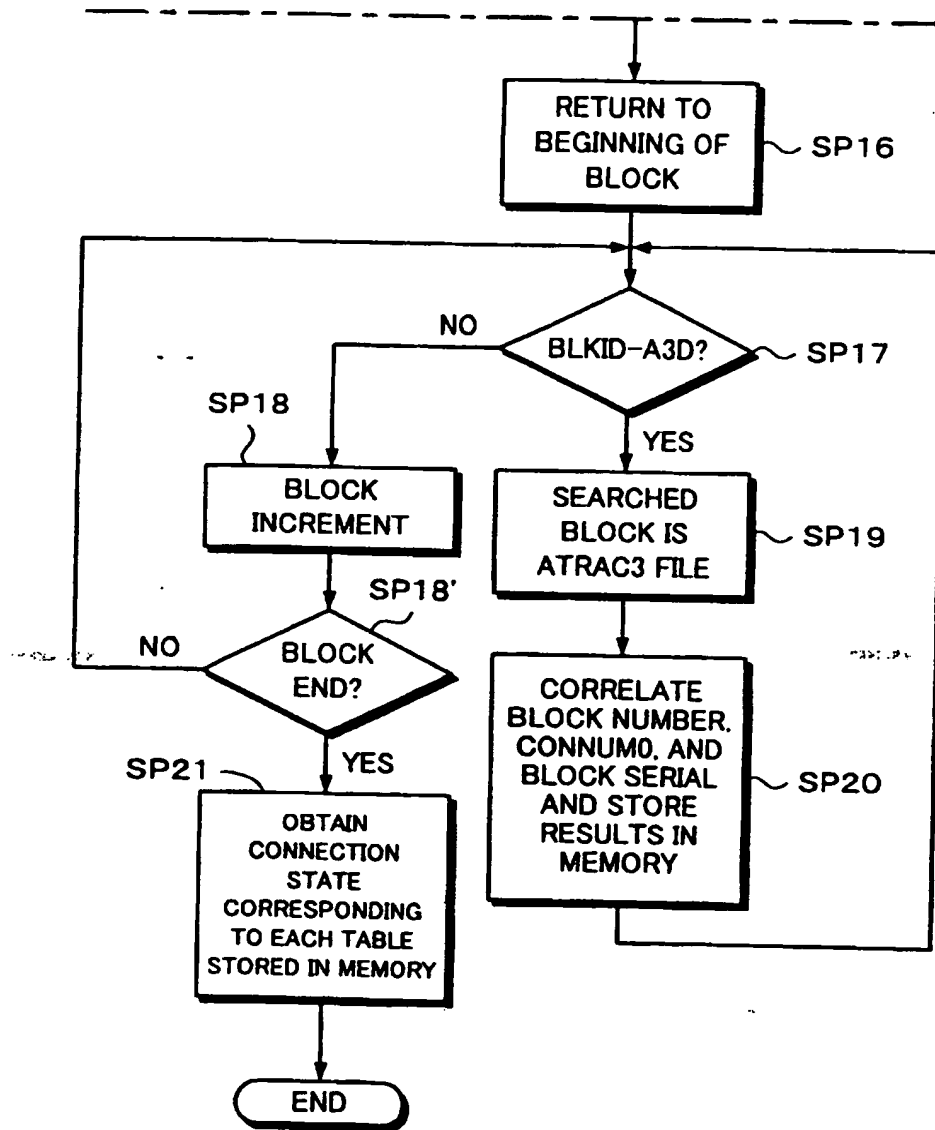 RETURN TO
BEGINNING OF
BLOCK
SP16
NO
BLKID-A3D?
SP17
SP18
YES
BLOCK
INCREMENT
SEARCHED
BLOCK IS
ATRAC3 FILE
SP19
SP18'
NO
BLOCK
END?
CORRELATE
BLOCK NUMBER,
CONNUM0, AND
BLOCK SERIAL
AND STORE
RESULTS IN
MEMORY
SP20
YES
SP21
OBTAIN
CONNECTION
STATE
CORRESPONDING
TO EACH TABLE
STORED IN MEMORY
END